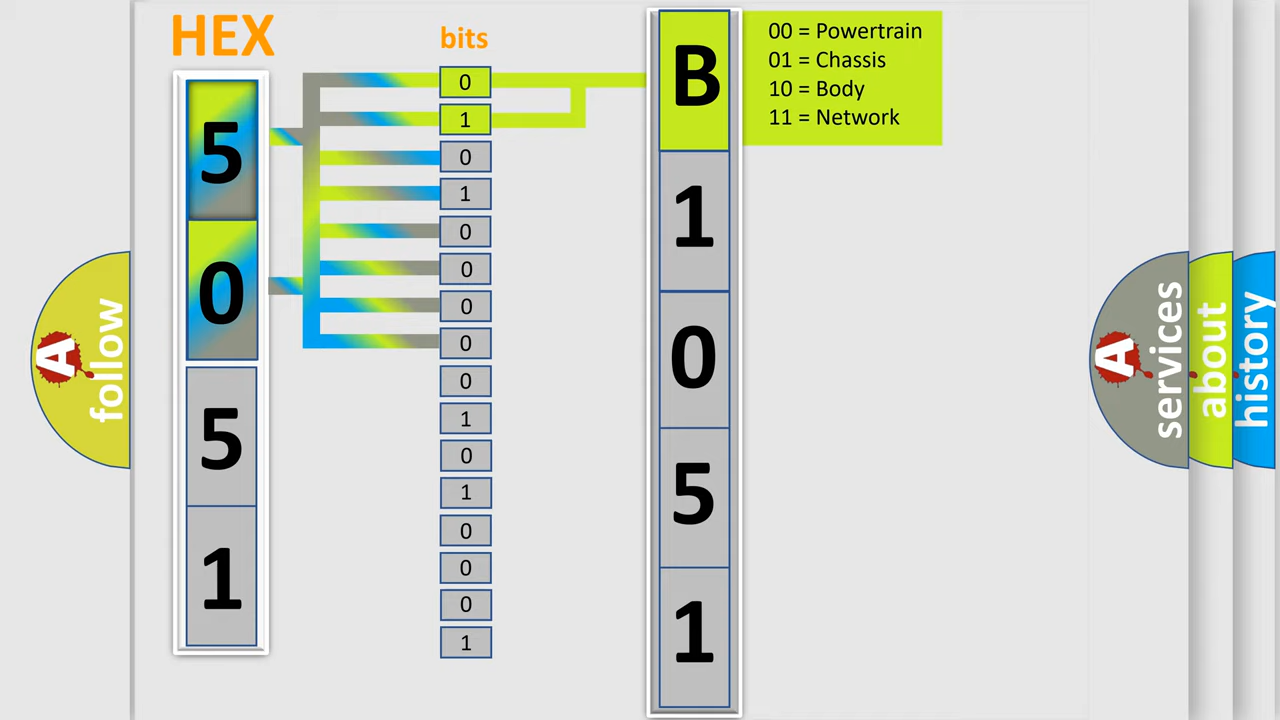 HEX
bits
5
0
5
1
0
1
0
1
0
0
0
0
0
1
0
1
0
0
0
1
B
1
0
5
1
00 = Powertrain
01 = Chassis
10 = Body
11 = Network
A
follow
A
services
about
history